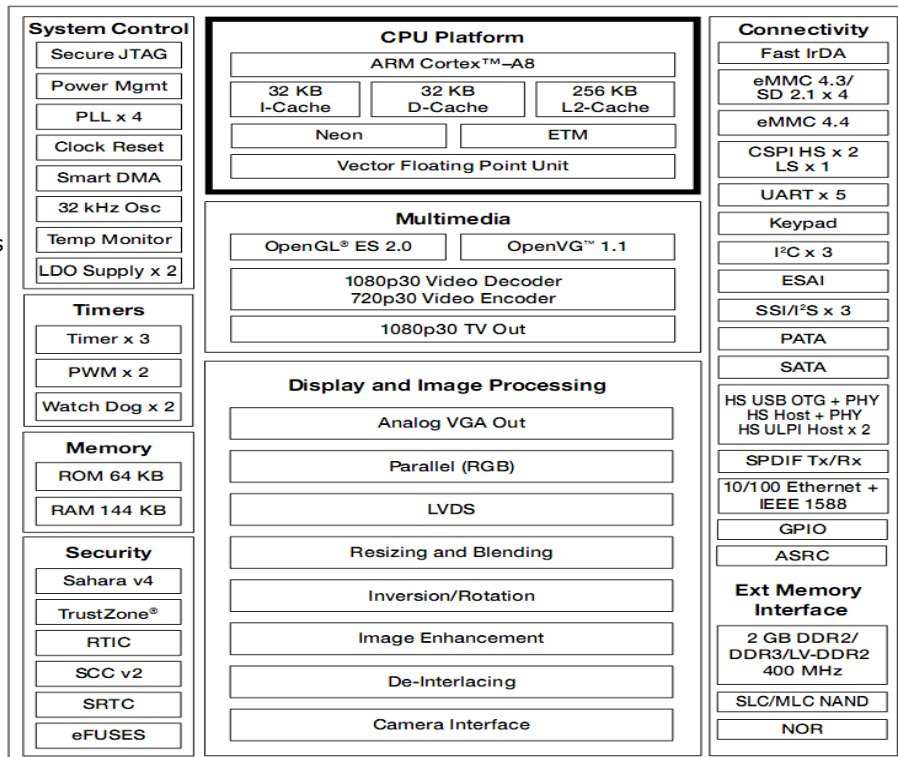 System Control
Secure JTAG
Power Mgmt
PLL x 4
Clock Reset
Smart DMA
32 kHz Osc
Temp Monitor
LDO Supply x 2
Timers
Timer x 3
PWM x 2
Watch Dog x 2
Memory
ROM 64 KB
RAM 144 KB
Security
Sahara v4
TrustZone®
RTIC
SCC v2
SRTC
eFUSES
CPU Platform
ARM Cortex™–A8
32 KB
I-Cache
32 KB
D-Cache
256 KB
L2-Cache
Neon
ETM
Vector Floating Point Unit
Multimedia
OpenGL® ES 2.0
OpenVG™ 1.1
1080p30 Video Decoder
720p30 Video Encoder
1080p30 TV Out
Display and Image Processing
Analog VGA Out
Parallel (RGB)
LVDS
Resizing and Blending
Inversion/Rotation
Image Enhancement
De-Interlacing
Camera Interface
Connectivity
Fast IrDA
eMMC 4.3/
SD 2.1 x 4
eMMC 4.4
CSPI HS x 2
LS x 1
UART x 5
Keypad
I²C x 3
ESAI
SSI/I²S x 3
PATA
SATA
HS USB OTG + PHY
HS Host + PHY
HS ULPI Host x 2
SPDIF Tx/Rx
10/100 Ethernet +
IEEE 1588
GPIO
ASRC
Ext Memory
Interface
2 GB DDR2/
DDR3/LV-DDR2
400 MHz
SLC/MLC NAND
NOR